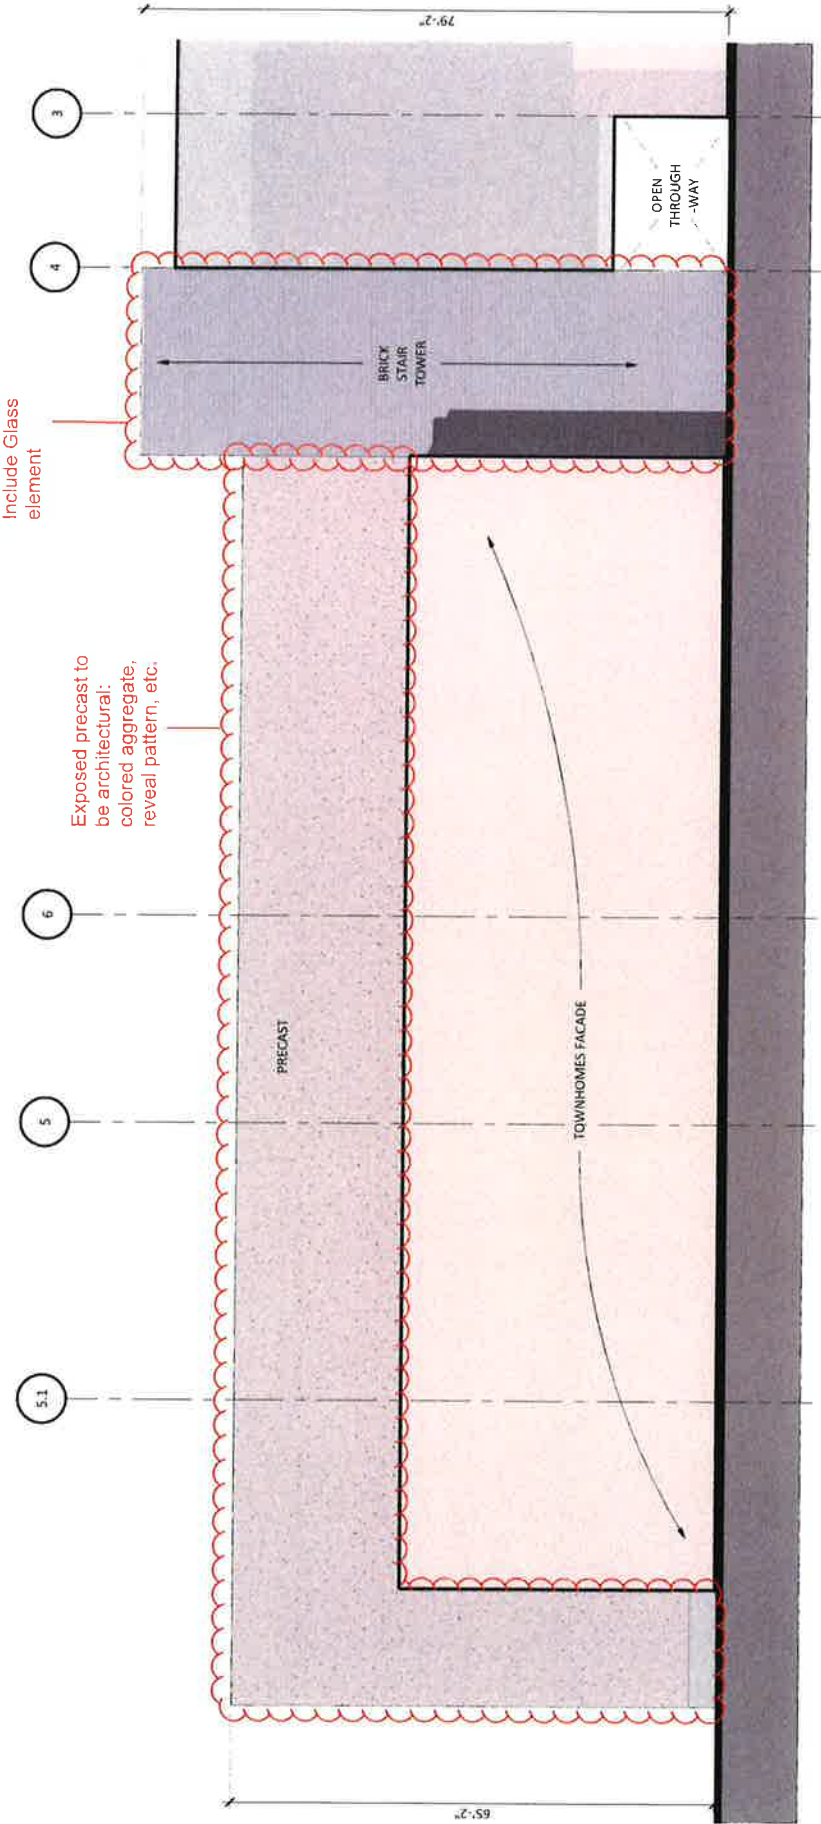 79'-2"
3
4
OPEN
THROUGH
-WAY
BRICK
STAIR
TOWER
Include Glass
element
Exposed precast to
be architectural:
colored aggregate,
reveal pattern, etc.
6
PRECAST
TOWNHOMES FACADE
5
5.1
65'-2"